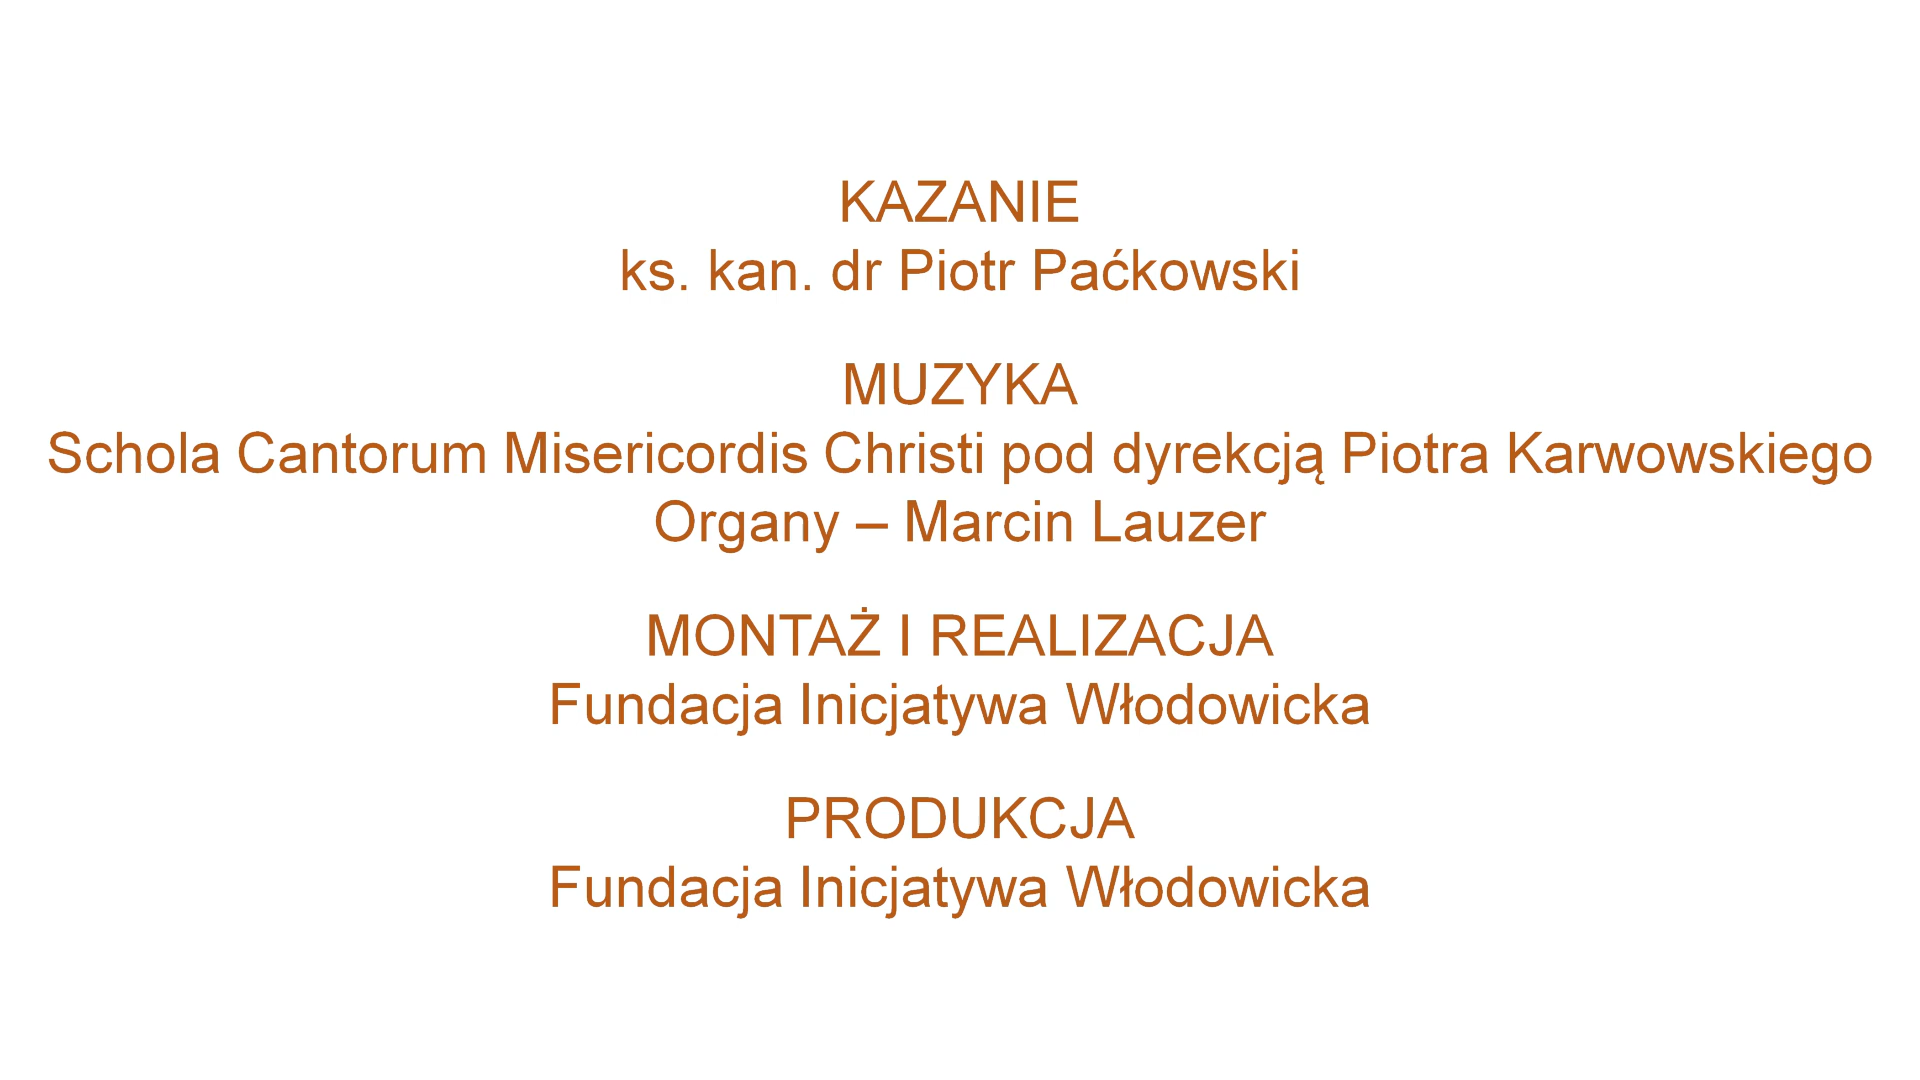 KAZANIE
ks. kan. dr Piotr Paćkowski
MUZYKA
Schola Cantorum Misericordis Christi pod dyrekcją Piotra Karwowskiego
Organy – Marcin Lauzer
MONTAŻ I REALIZACJA
Fundacja Inicjatywa Włodowicka
PRODUKCJA
Fundacja Inicjatywa Włodowicka